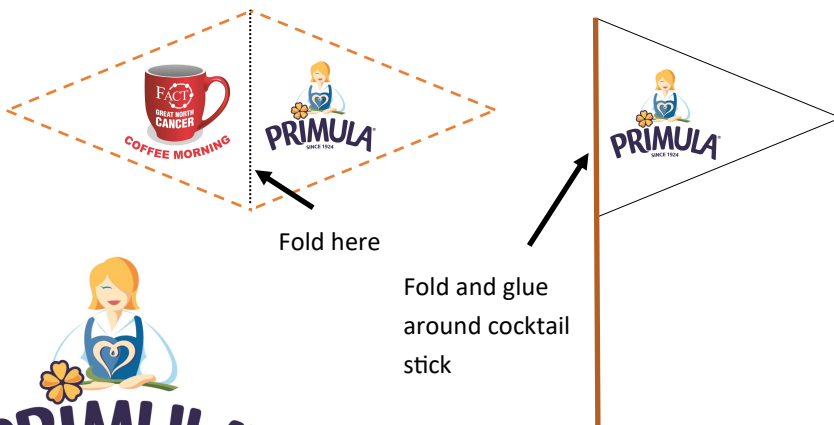 FACT
GREAT NORTH
CANCER
COFFEE MORNING
PRIMULA®
SINCE 1924
PRIMULA
SINCE 1924
Fold here
Fold and glue
around cocktail
stick